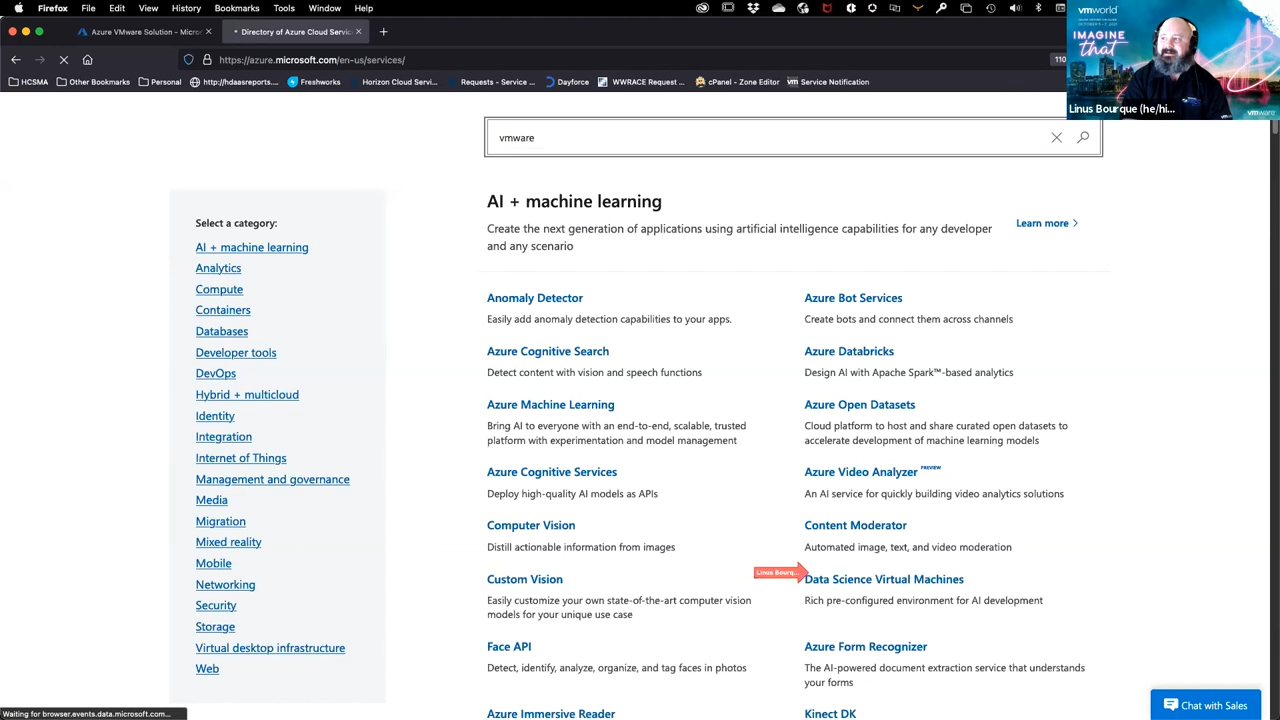 Firefox File Edit View History Bookmarks Tools Window Help
Azure VMware Solution - Micros
Directory of Azure Cloud Servic
https://azure.microsoft.com/en-us/services/
110
HCSMA
Other Bookmarks
Personal
http://hdaasreports...
Freshworks
Horizon Cloud Servi...
Requests - Service ...
Dayforce
WWRACE Request ...
cPanel - Zone Editor
vm Service Notification
vmworld
IMAGINE
that
Linus Bourque (he/hi...
vmware
vmware
Select a category:
AI + machine learning
Analytics
Compute
Containers
Databases
Developer tools
DevOps
Hybrid + multicloud
Identity
Integration
Internet of Things
Management and governance
Media
Migration
Mixed reality
Mobile
Networking
Security
Storage
Virtual desktop infrastructure
Web
AI + machine learning
Create the next generation of applications using artificial intelligence capabilities for any developer
and any scenario
Learn more
Anomaly Detector
Easily add anomaly detection capabilities to your apps.
Azure Bot Services
Create bots and connect them across channels
Azure Cognitive Search
Detect content with vision and speech functions
Azure Databricks
Design AI with Apache Spark™-based analytics
Azure Machine Learning
Bring AI to everyone with an end-to-end, scalable, trusted
platform with experimentation and model management
Azure Open Datasets
Cloud platform to host and share curated open datasets to
accelerate development of machine learning models
Azure Cognitive Services
Deploy high-quality AI models as APIs
Azure Video Analyzer PREVIEW
An AI service for quickly building video analytics solutions
Computer Vision
Distill actionable information from images
Content Moderator
Automated image, text, and video moderation
Custom Vision
Easily customize your own state-of-the-art computer vision
models for your unique use case
Linus Bourq...
Data Science Virtual Machines
Rich pre-configured environment for AI development
Face API
Detect, identify, analyze, organize, and tag faces in photos
Azure Form Recognizer
The AI-powered document extraction service that understands
your forms
Azure Immersive Reader
Kinect DK
Chat with Sales
Waiting for browser.events.data.microsoft.com...